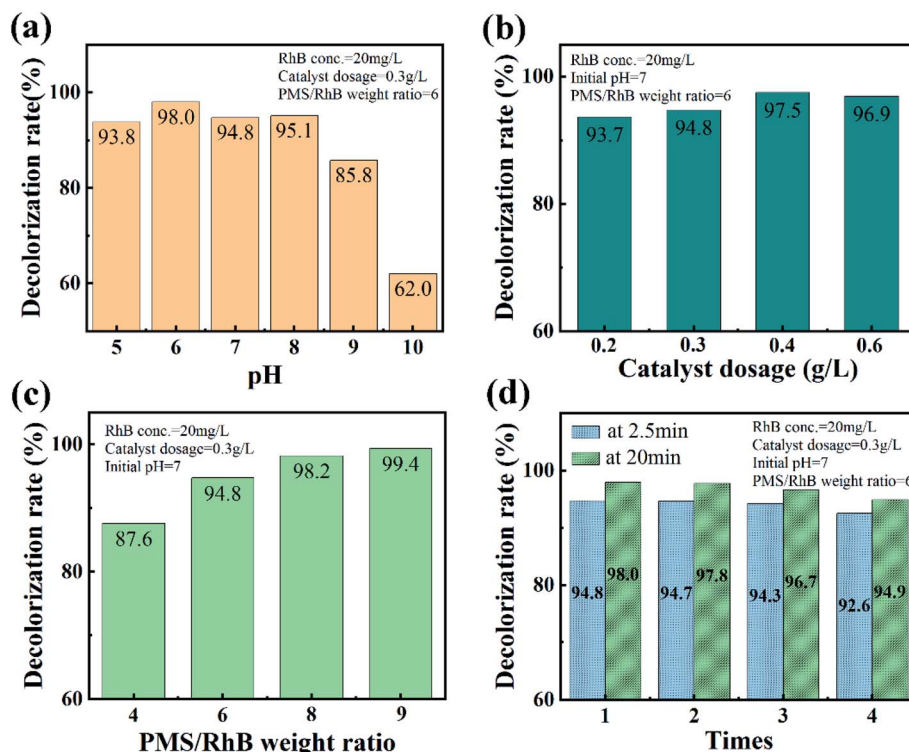 (a)
RhB conc.=20mg/L
Catalyst dosage=0.3g/L
PMS/RhB weight ratio=6
Decolorization rate(%)
100
80
60
93.8
98.0
94.8
95.1
85.8
62.0
5 6 7 8 9 10
pH
(b)
RhB conc.=20mg/L
Initial pH=7
PMS/RhB weight ratio=6
Decolorization rate (%)
100
80
60
93.7
94.8
97.5
96.9
0.2 0.3 0.4 0.6
Catalyst dosage (g/L)
(c)
RhB conc.=20mg/L
Catalyst dosage=0.3g/L
Initial pH=7
Decolorization rate (%)
100
80
60
87.6
94.8
98.2
99.4
4 6 8 9
PMS/RhB weight ratio
(d)
at 2.5min
at 20min
RhB conc.=20mg/L
Catalyst dosage=0.3g/L
Initial pH=7
PMS/RhB weight ratio=6
Decolorization rate (%)
100
80
60
94.8
98.0
94.7
97.8
94.3
96.7
92.6
94.9
1 2 3 4
Times